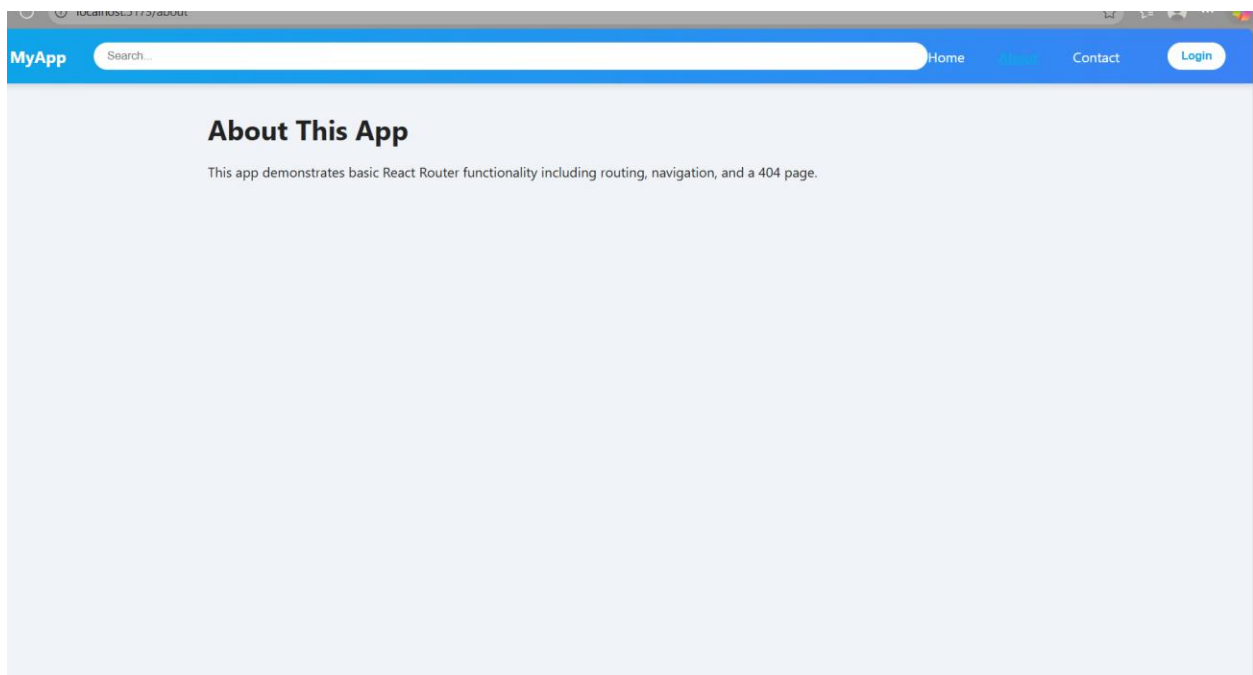 localhost:5173/about
MyApp Search... Home About Contact Login
About This App
This app demonstrates basic React Router functionality including routing, navigation, and a 404 page.